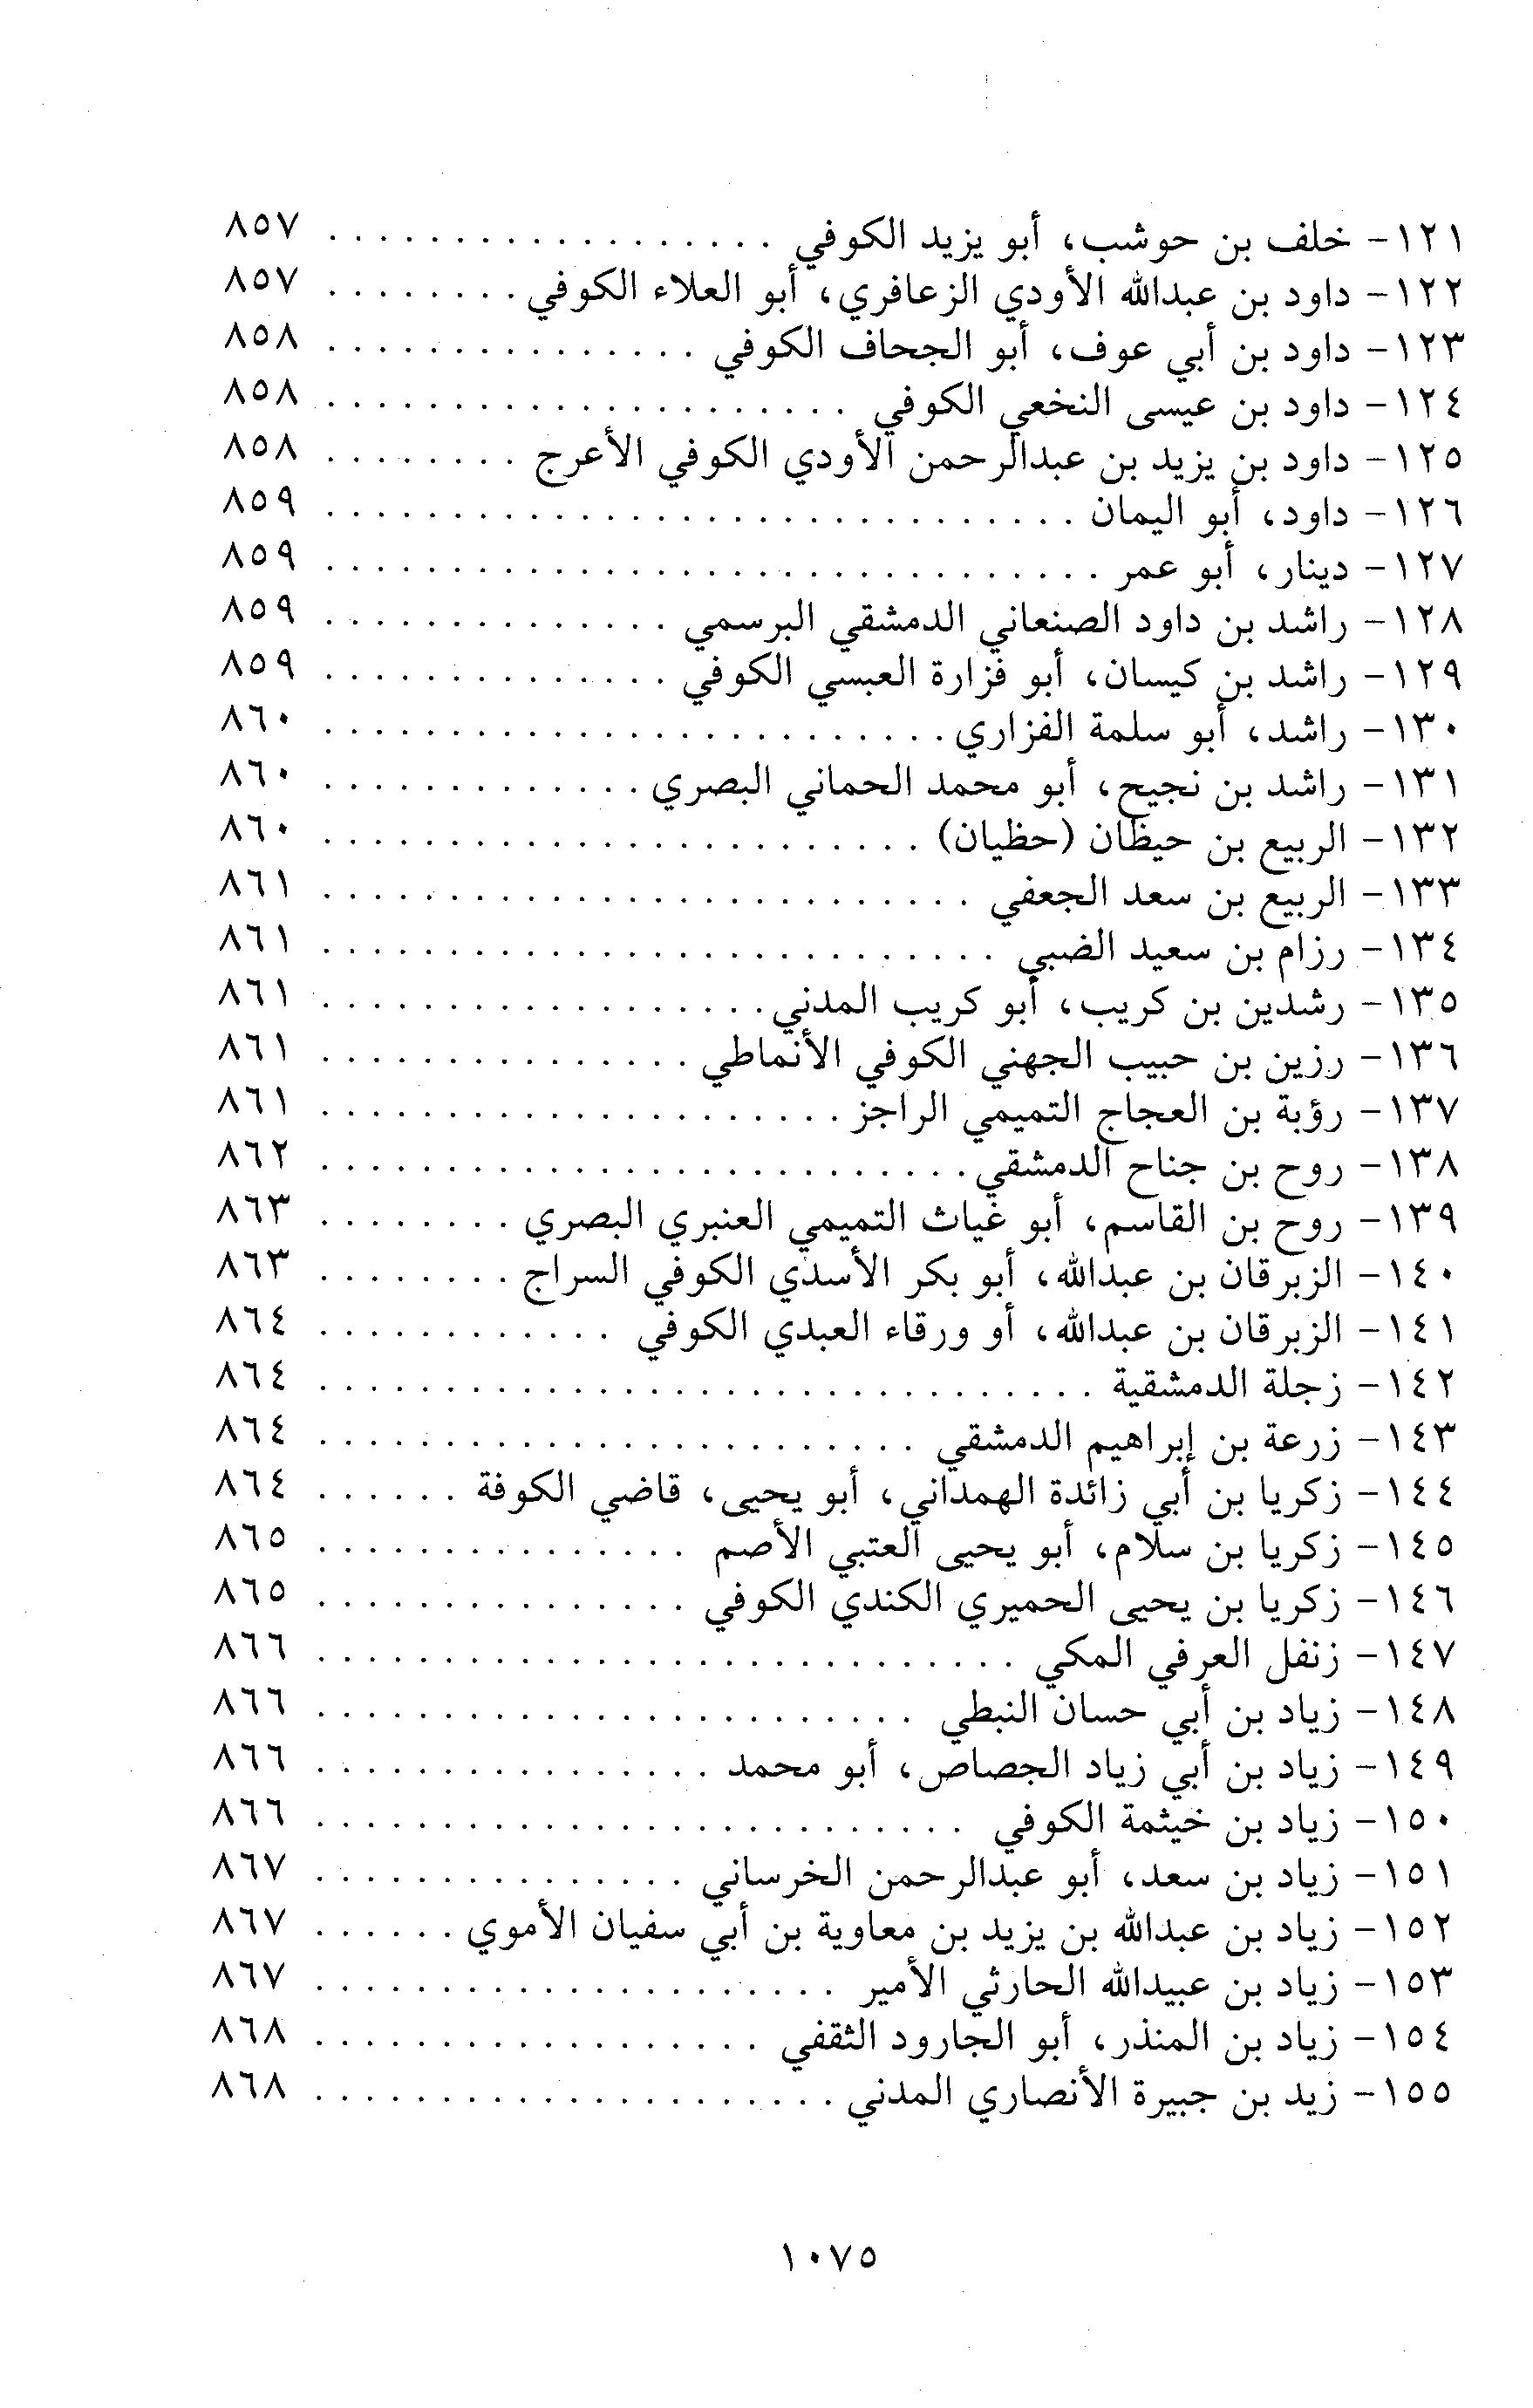 ١٢١- خلف بن حوشب، أبو يزيد الكوفي . . . . . . . . . . . . . . . . . . ٨٥٧
١٢٢- داود بن عبدالله الأودي الزعافري، أبو العلاء الكوفي . . . . . . . . ٨٥٧
١٢٣- داود بن أبي عوف، أبو الجحاف الكوفي . . . . . . . . . . . . . . . ٨٥٨
١٢٤- داود بن عيسى النخعي الكوفي . . . . . . . . . . . . . . . . . . . . . ٨٥٨
١٢٥- داود بن يزيد بن عبدالرحمن الأودي الكوفي الأعرج . . . . . . . . ٨٥٨
١٢٦- داود، أبو اليمان . . . . . . . . . . . . . . . . . . . . . . . . . . . . . . ٨٥٩
١٢٧- دينار، أبو عمر . . . . . . . . . . . . . . . . . . . . . . . . . . . . . . . ٨٥٩
١٢٨- راشد بن داود الصنعاني الدمشقي البرسمي . . . . . . . . . . . . . . ٨٥٩
١٢٩- راشد بن كيسان، أبو فزارة العبسي الكوفي . . . . . . . . . . . . . . ٨٥٩
١٣٠- راشد، أبو سلمة الفزاري . . . . . . . . . . . . . . . . . . . . . . . . . ٨٦٠
١٣١- راشد بن نجيح، أبو محمد الحماني البصري . . . . . . . . . . . . . ٨٦٠
١٣٢- الربيع بن حيظان (حظيان) . . . . . . . . . . . . . . . . . . . . . . . . ٨٦٠
١٣٣- الربيع بن سعد الجعفي . . . . . . . . . . . . . . . . . . . . . . . . . . ٨٦١
١٣٤- رزام بن سعيد الضبي . . . . . . . . . . . . . . . . . . . . . . . . . . . ٨٦١
١٣٥- رشدين بن كريب، أبو كريب المدني . . . . . . . . . . . . . . . . . . ٨٦١
١٣٦- رزين بن حبيب الجهني الكوفي الأنماطي . . . . . . . . . . . . . . . ٨٦١
١٣٧- رؤبة بن العجاج التميمي الراجز . . . . . . . . . . . . . . . . . . . . . ٨٦١
١٣٨- روح بن جناح الدمشقي . . . . . . . . . . . . . . . . . . . . . . . . . . ٨٦٢
١٣٩- روح بن القاسم، أبو غياث التميمي العنبري البصري . . . . . . . . ٨٦٣
١٤٠- الزبرقان بن عبدالله، أبو بكر الأسدي الكوفي السراج . . . . . . . . ٨٦٣
١٤١- الزبرقان بن عبدالله، أو ورقاء العبدي الكوفي . . . . . . . . . . . . ٨٦٤
١٤٢- زجلة الدمشقية . . . . . . . . . . . . . . . . . . . . . . . . . . . . . . . ٨٦٤
١٤٣- زرعة بن إبراهيم الدمشقي . . . . . . . . . . . . . . . . . . . . . . . . ٨٦٤
١٤٤- زكريا بن أبي زائدة الهمداني، أبو يحيى، قاضي الكوفة . . . . . . ٨٦٤
١٤٥- زكريا بن سلام، أبو يحيى العتبي الأصم . . . . . . . . . . . . . . . ٨٦٥
١٤٦- زكريا بن يحيى الحميري الكندي الكوفي . . . . . . . . . . . . . . . ٨٦٥
١٤٧- زنفل العرفي المكي . . . . . . . . . . . . . . . . . . . . . . . . . . . . ٨٦٦
١٤٨- زياد بن أبي حسان النبطي . . . . . . . . . . . . . . . . . . . . . . . . ٨٦٦
١٤٩- زياد بن أبي زياد الجصاص، أبو محمد . . . . . . . . . . . . . . . . ٨٦٦
١٥٠- زياد بن خيثمة الكوفي . . . . . . . . . . . . . . . . . . . . . . . . . . ٨٦٦
١٥١- زياد بن سعد، أبو عبدالرحمن الخرساني . . . . . . . . . . . . . . . ٨٦٧
١٥٢- زياد بن عبدالله بن يزيد بن معاوية بن أبي سفيان الأموي . . . . . . ٨٦٧
١٥٣- زياد بن عبيدالله الحارثي الأمير . . . . . . . . . . . . . . . . . . . . . ٨٦٧
١٥٤- زياد بن المنذر، أبو الجارود الثقفي . . . . . . . . . . . . . . . . . . ٨٦٨
١٥٥- زيد بن جبيرة الأنصاري المدني . . . . . . . . . . . . . . . . . . . . . ٨٦٨
١٠٧٥